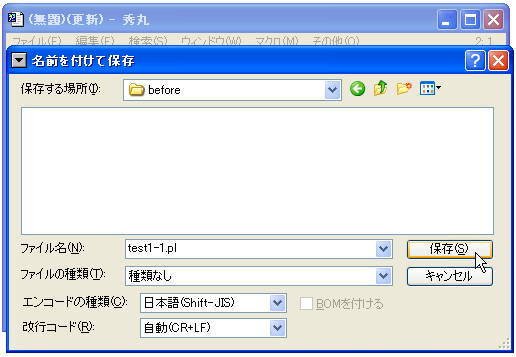 (無題)(更新) - 秀丸
ファイル(F) 編集(E) 検索(S) ウィンドウ(W) マクロ(M) その他(O) 2: 1
名前を付けて保存
保存する場所(I): before
ファイル名(N): test1-1.pl 保存(S)
ファイルの種類(T): 種類なし キャンセル
エンコードの種類(C): 日本語(Shift-JIS) BOMを付ける
改行コード(R): 自動(CR+LF)